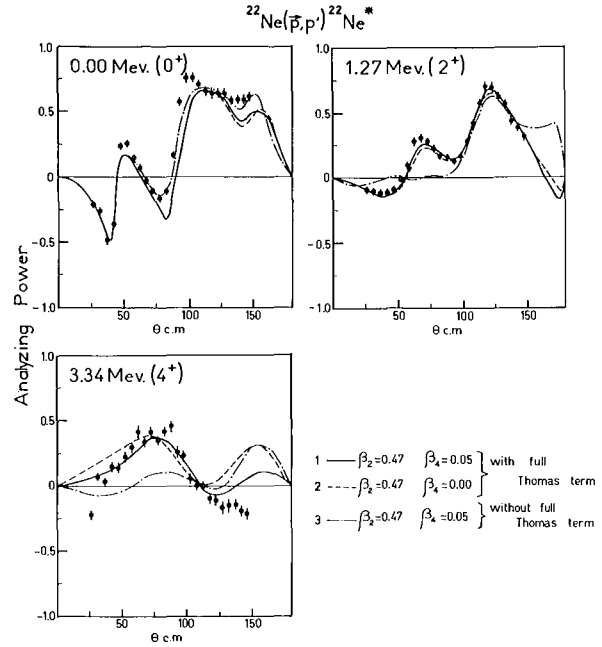 ²²Ne(p⃗,p′)²²Ne*
0.00 Mev. (0⁺)
1.0
0.5
0
-0.5
-1.0
50 100 150
θ c.m
1.27 Mev. (2⁺)
1.0
0.5
0
-0.5
-1.0
50 100 150
θ c.m
Analyzing Power
3.34 Mev. (4⁺)
1.0
0.5
0
-0.5
-1.0
50 100 150
θ c.m
1 β₂=0.47 β₄=0.05 } with full
2 β₂=0.47 β₄=0.00 } Thomas term
3 β₂=0.47 β₄=0.05 } without full
Thomas term